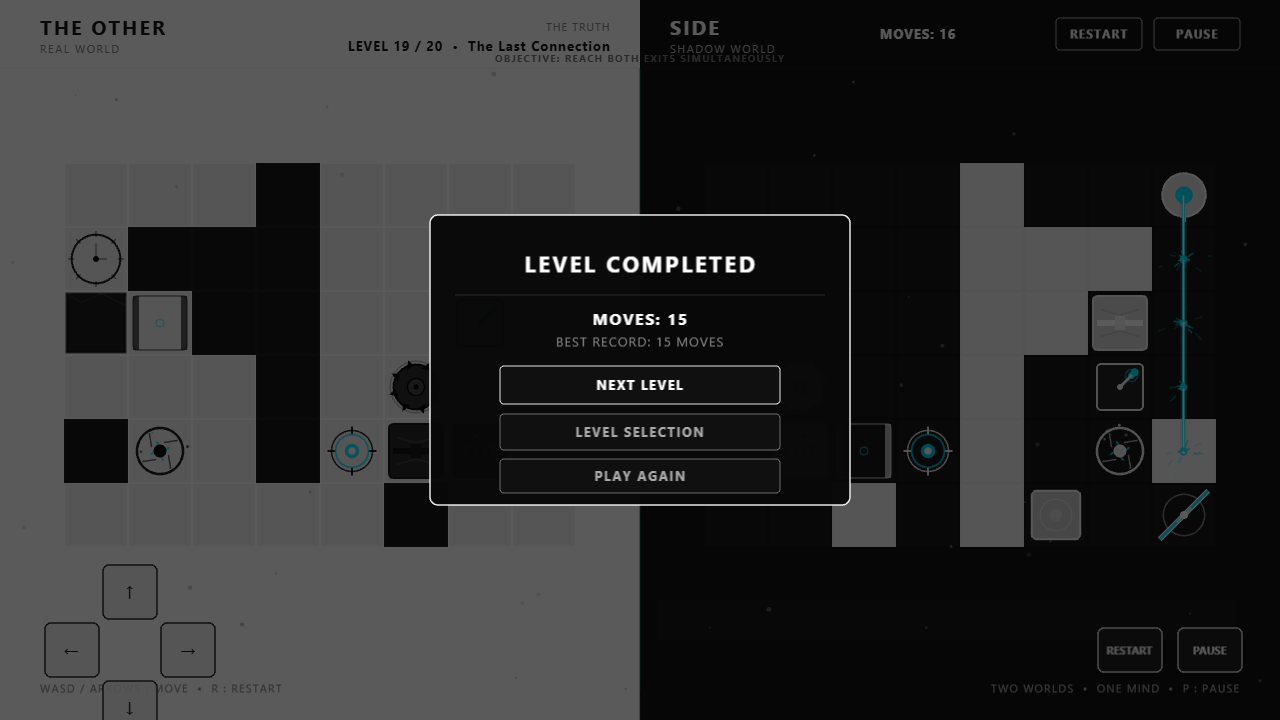 THE OTHER
REAL WORLD
THE TRUTH
LEVEL 19 / 20 • The Last Connection
SIDE
SHADOW WORLD
OBJECTIVE: REACH BOTH EXITS SIMULTANEOUSLY
MOVES: 16
RESTART
PAUSE
LEVEL COMPLETED
MOVES: 15
BEST RECORD: 15 MOVES
NEXT LEVEL
LEVEL SELECTION
PLAY AGAIN
↑
← →
↓
WASD / MOVE • R : RESTART
RESTART
PAUSE
TWO WORLDS • ONE MIND • P : PAUSE